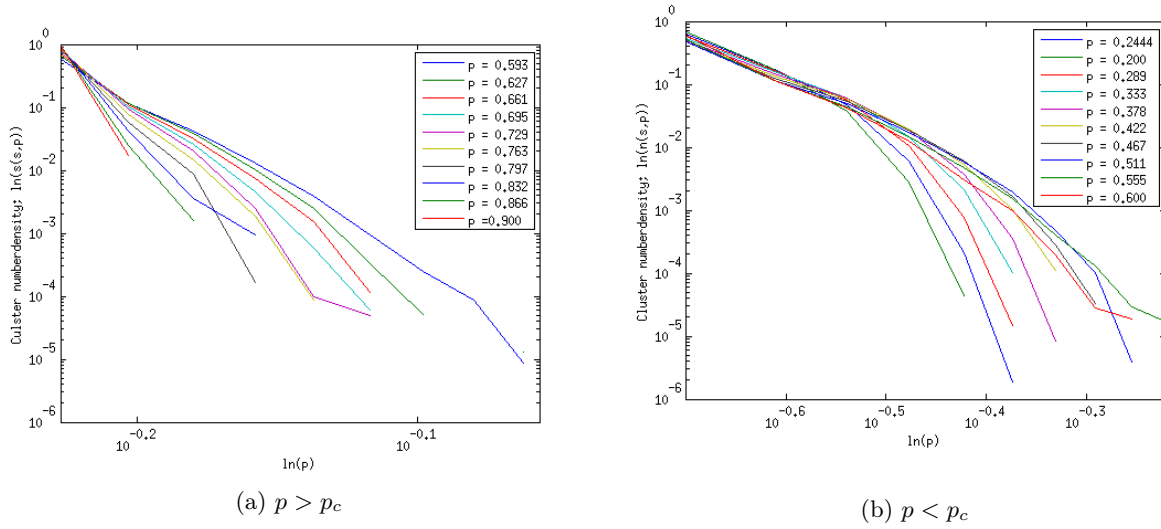 10^0
10^0
10^-1
10^-2
10^-3
10^-4
10^-5
10^-6
Culster numberdensity; ln(s(s,p))
p = 0.593
p = 0.627
p = 0.661
p = 0.695
p = 0.729
p = 0.763
p = 0.797
p = 0.832
p = 0.866
p =0.900
10^-0.2
10^-0.1
ln(p)
(a) p > p_c
10^0
10^-1
10^-2
10^-3
10^-4
10^-5
10^-6
Cluster numberdensity; ln(n(s,p))
p = 0.2444
p = 0.200
p = 0.289
p = 0.333
p = 0.378
p = 0.422
p = 0.467
p = 0.511
p = 0.555
p = 0.600
10^-0.6
10^-0.5
10^-0.4
10^-0.3
ln(p)
(b) p < p_c